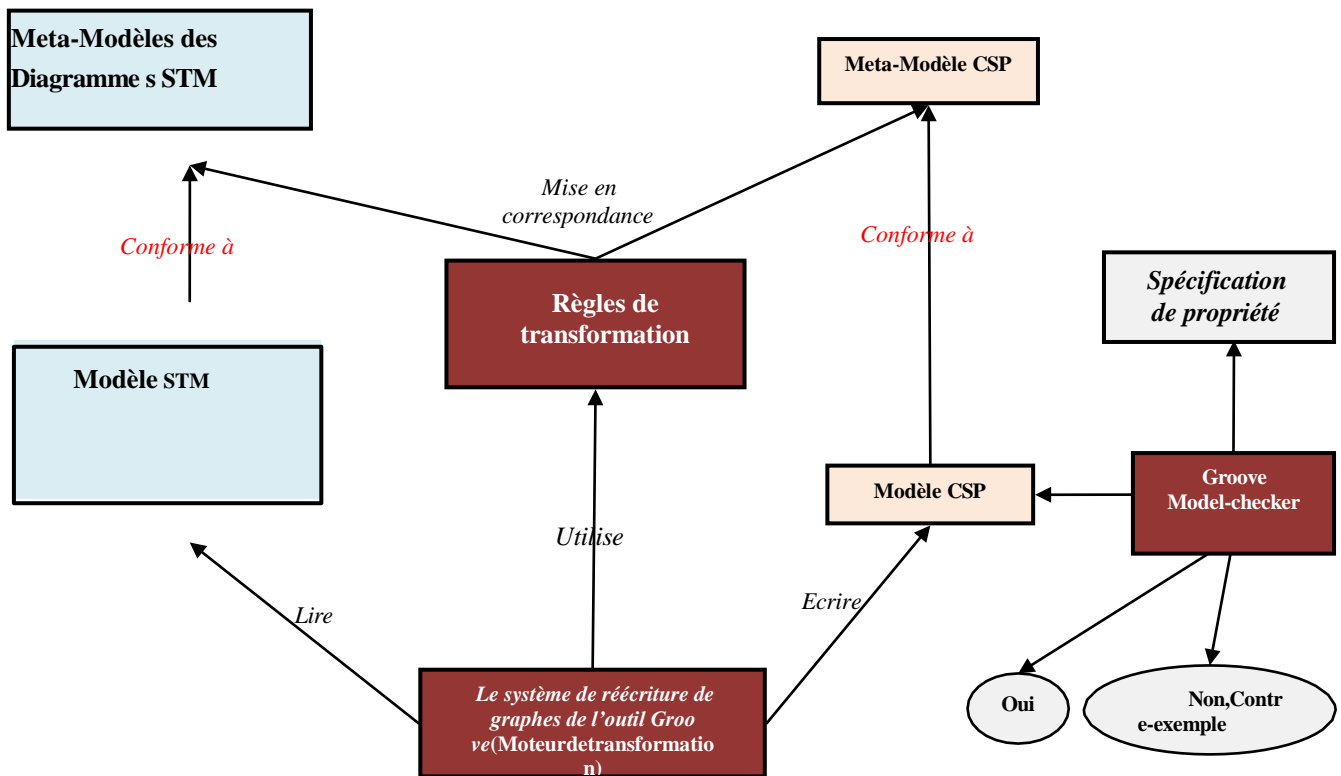 Meta-Modèles des
Diagramme s STM
Meta-Modèle CSP
Mise en
correspondance
Conforme à
Conforme à
Règles de
transformation
Spécification
de propriété
Modèle STM
Modèle CSP
Groove
Model-checker
Utilise
Lire
Ecrire
Le système de réécriture de
graphes de l’outil Groo
ve(Moteurdetransformatio
n)
Oui
Non,Contr
e-exemple